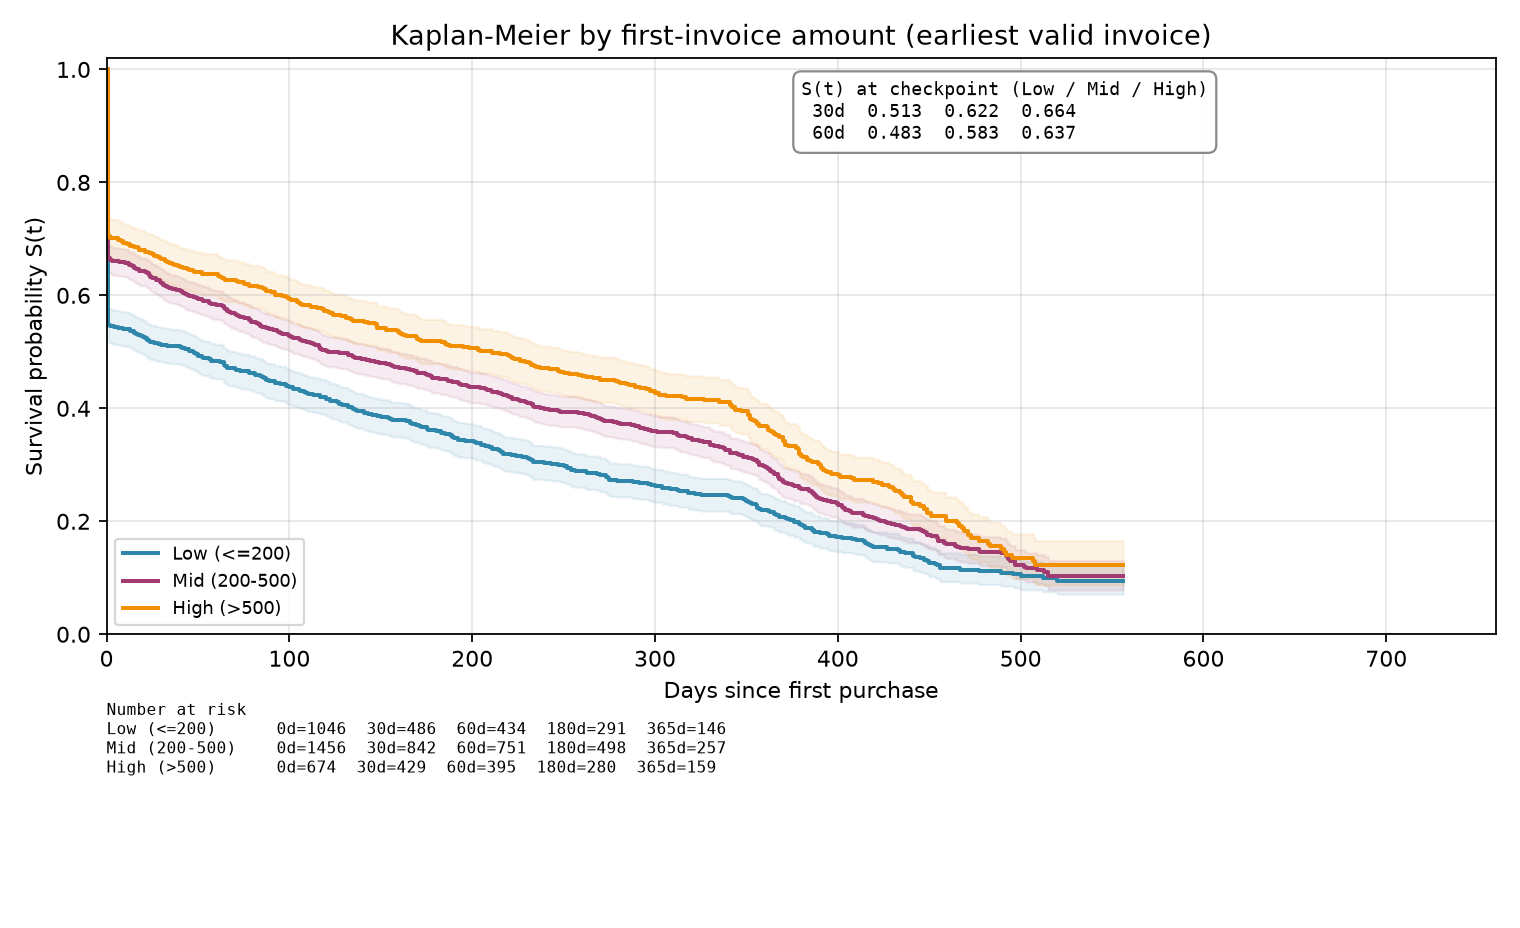 Kaplan-Meier by first-invoice amount (earliest valid invoice)
S(t) at checkpoint (Low / Mid / High)
30d 0.513 0.622 0.664
60d 0.483 0.583 0.637
Survival probability S(t)
1.0
0.8
0.6
0.4
0.2
0.0
Low (<=200)
Mid (200-500)
High (>500)
0 100 200 300 400 500 600 700
Days since first purchase
Number at risk
Low (<=200) 0d=1046 30d=486 60d=434 180d=291 365d=146
Mid (200-500) 0d=1456 30d=842 60d=751 180d=498 365d=257
High (>500) 0d=674 30d=429 60d=395 180d=280 365d=159